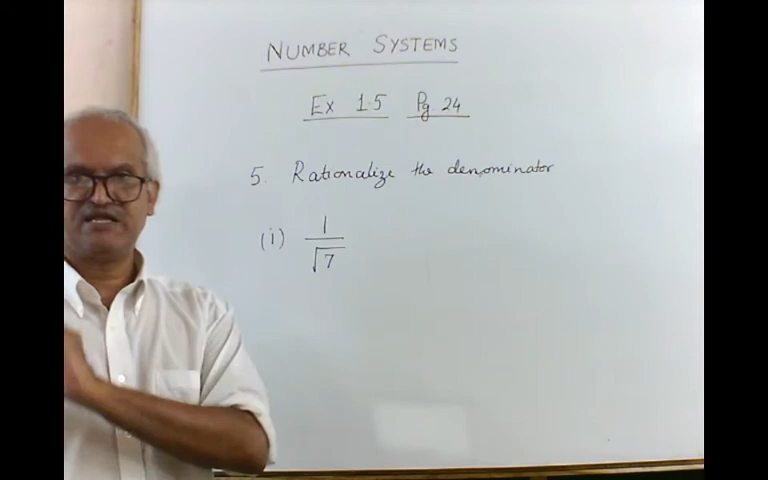 NUMBER SYSTEMS
Ex 1.5 Pg 24
5. Rationalize the denominator
(i) 1/√7